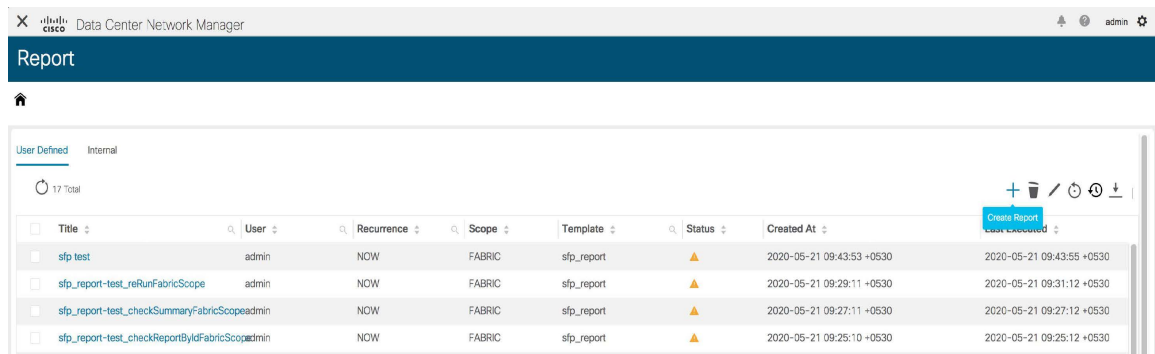 cisco Data Center Network Manager admin
Report
User Defined Internal
17 Total
Create Report
Title User Recurrence Scope Template Status Created At Last Executed
sfp test admin NOW FABRIC sfp_report 2020-05-21 09:43:53 +0530 2020-05-21 09:43:55 +0530
sfp_report-test_reRunFabricScope admin NOW FABRIC sfp_report 2020-05-21 09:29:11 +0530 2020-05-21 09:31:12 +0530
sfp_report-test_checkSummaryFabricScopeadmin NOW FABRIC sfp_report 2020-05-21 09:27:11 +0530 2020-05-21 09:27:12 +0530
sfp_report-test_checkReportByIdFabricScopedmin NOW FABRIC sfp_report 2020-05-21 09:25:10 +0530 2020-05-21 09:25:12 +0530